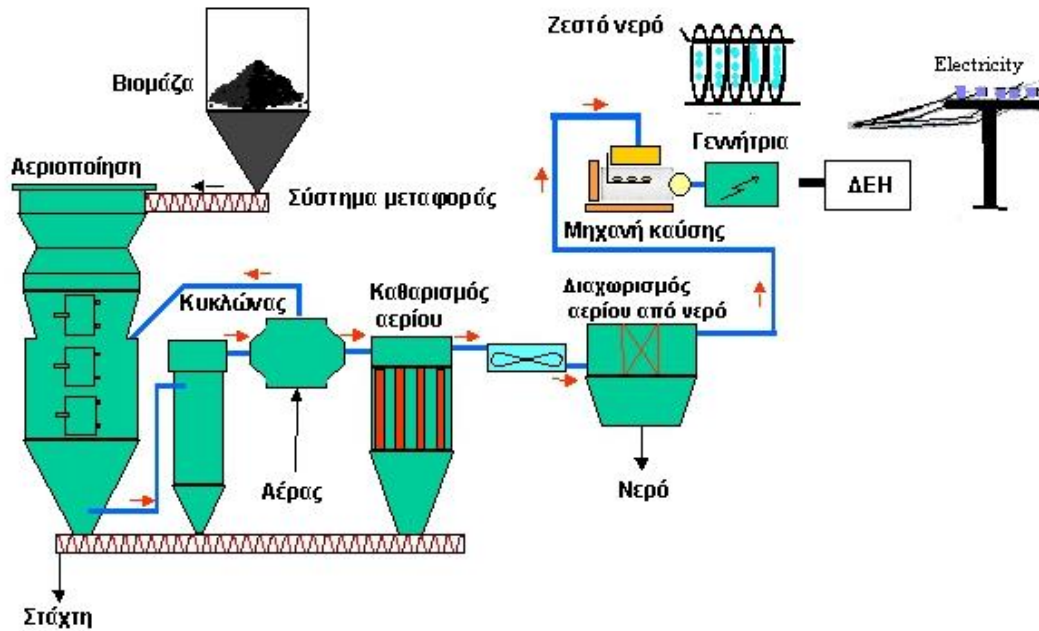 Ζεστό νερό
Βιομάζα
Electricity
Αεριοποίηση
Γεννήτρια
Σύστημα μεταφοράς
ΔΕΗ
Μηχανή καύσης
Κυκλώνας
Καθαρισμός
αερίου
Διαχωρισμός
αερίου από νερό
Αέρας
Νερό
Στάχτη